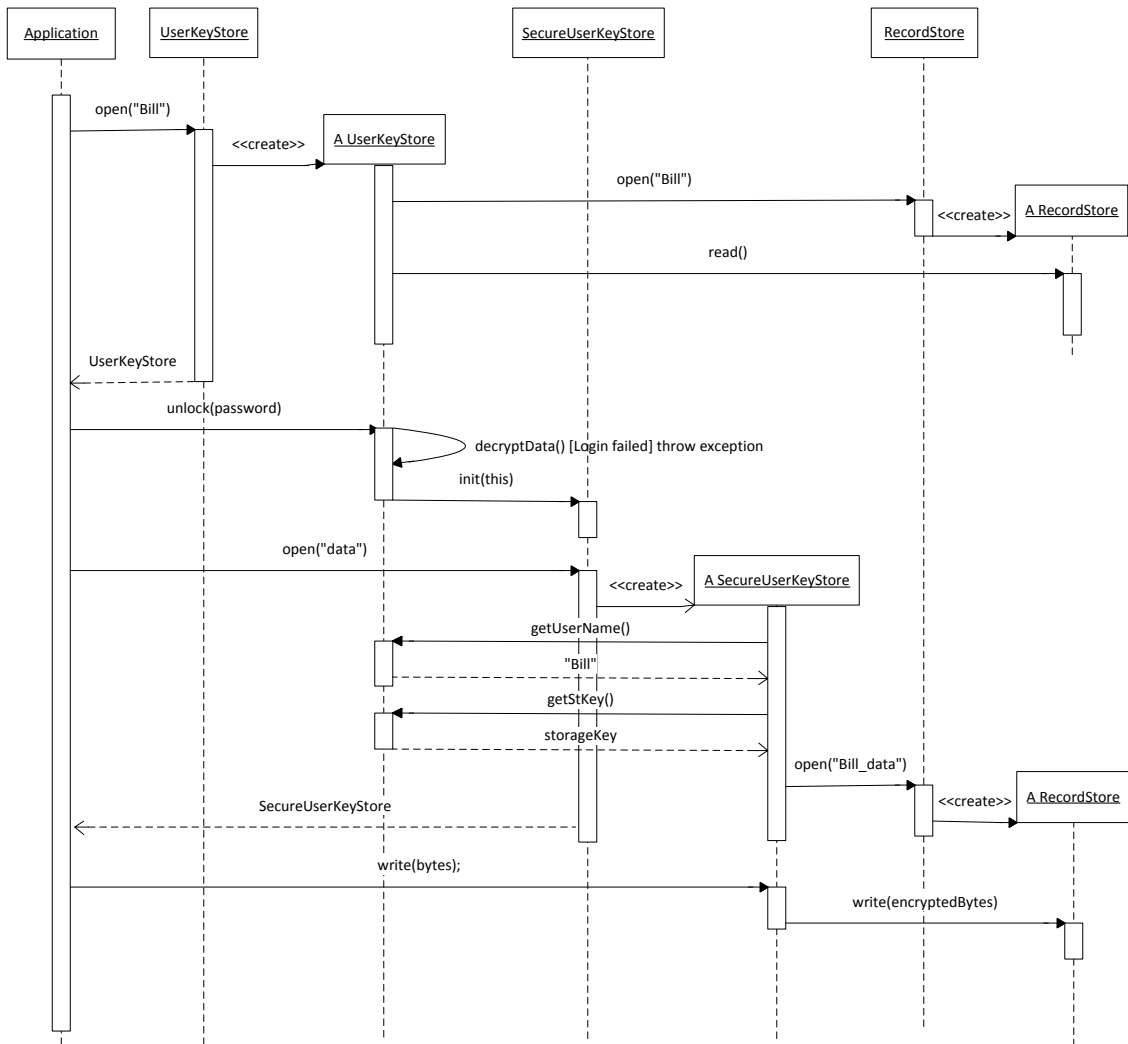 Application
UserKeyStore
SecureUserKeyStore
RecordStore
open("Bill")
<<create>>
A UserKeyStore
open("Bill")
<<create>>
A RecordStore
read()
UserKeyStore
unlock(password)
decryptData() [Login failed] throw exception
init(this)
open("data")
<<create>>
A SecureUserKeyStore
getUserName()
"Bill"
getStKey()
storageKey
open("Bill_data")
<<create>>
A RecordStore
SecureUserKeyStore
write(bytes);
write(encryptedBytes)